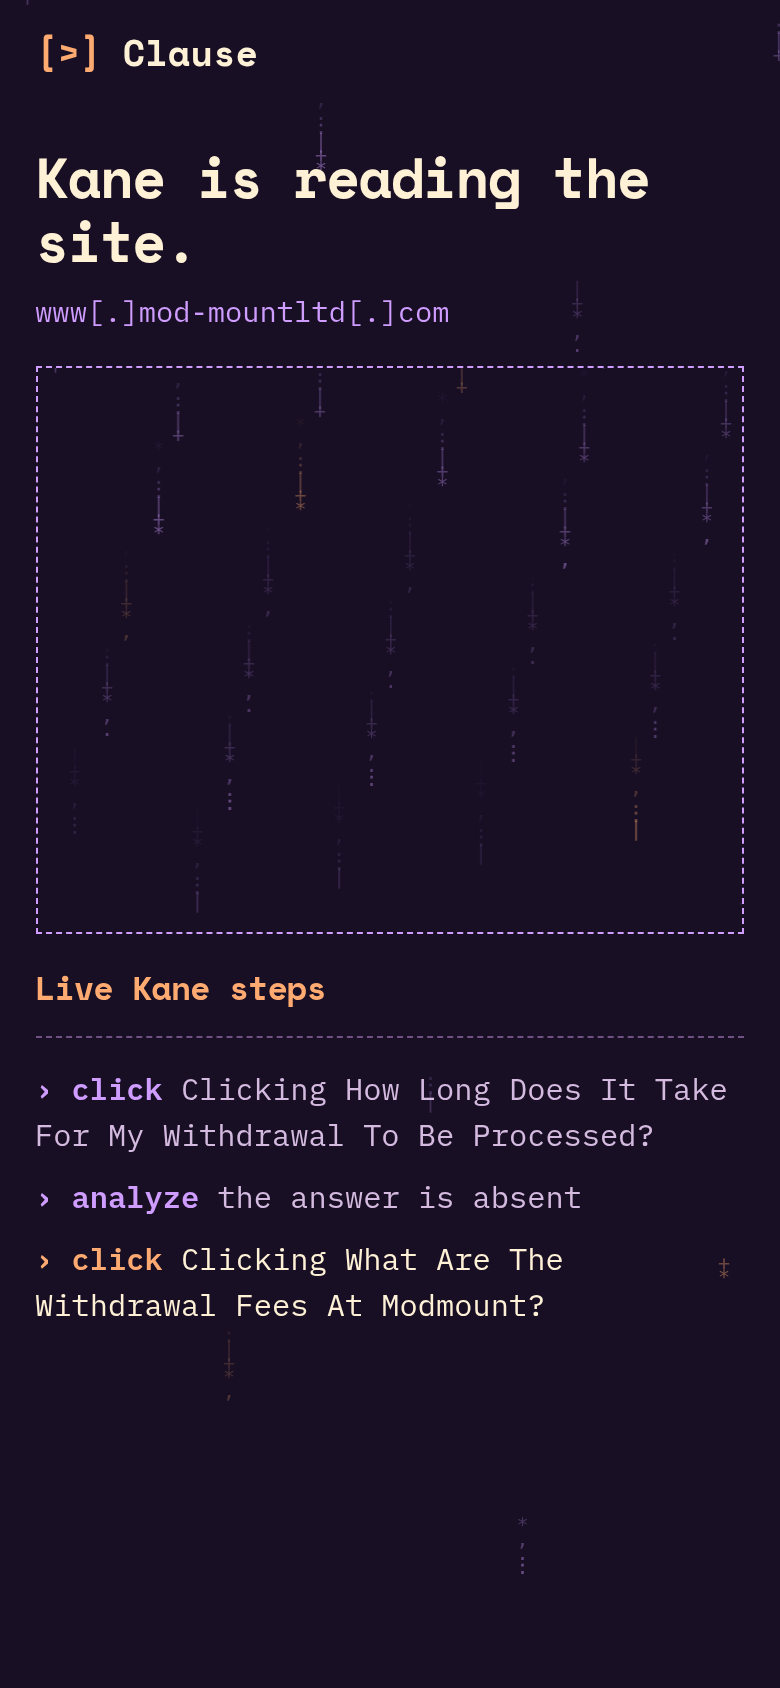 [>] Clause
Kane is reading the
site.
www[.]mod-mountltd[.]com
Live Kane steps
› click Clicking How Long Does It Take
For My Withdrawal To Be Processed?
› analyze the answer is absent
› click Clicking What Are The
Withdrawal Fees At Modmount?